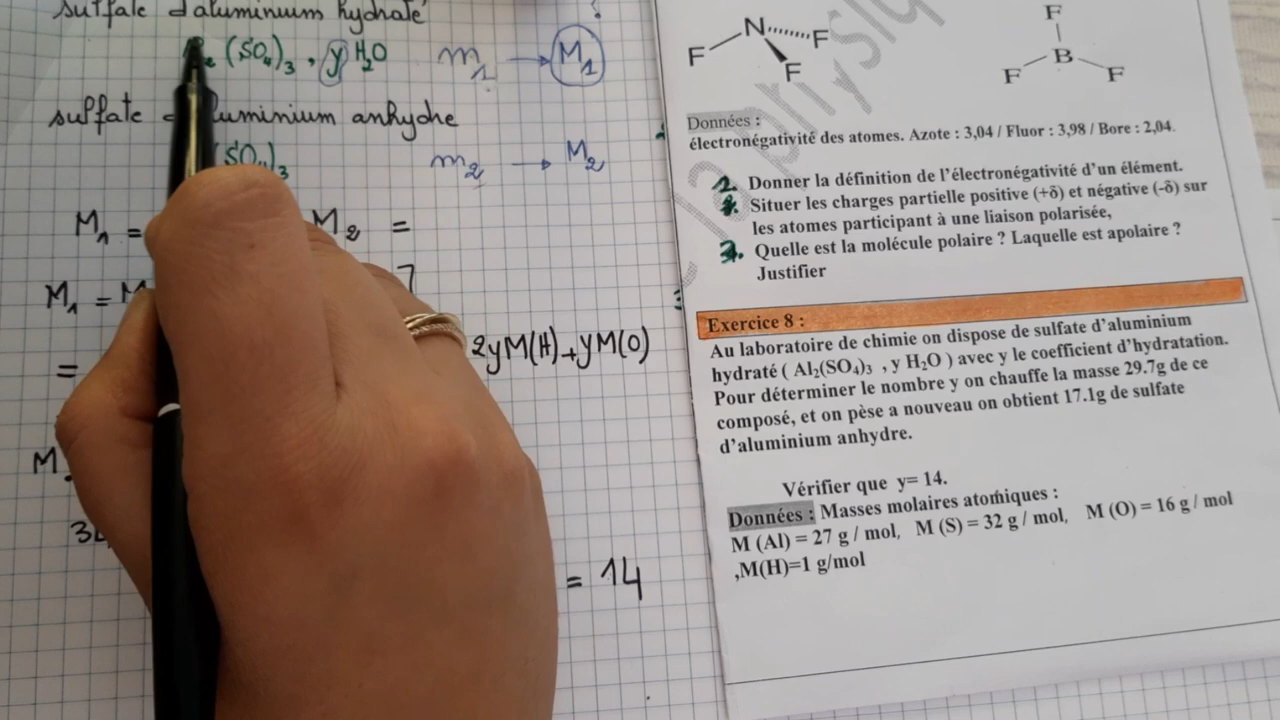 sulfate d'aluminium hydraté ?
(SO4)3 , y H2O m1 → M1
sulfate aluminium anhydre
SO4)3 m2 → M2
M1 = M2 =
M1 = M
= 2yM(H)+yM(O)
M
= 14
N
F
F
F
F
B
F
F
la physiq
Données :
électronégativité des atomes. Azote : 3,04 / Fluor : 3,98 / Bore : 2,04.
2. Donner la définition de l'électronégativité d'un élément.
Situer les charges partielle positive (+δ) et négative (-δ) sur
les atomes participant à une liaison polarisée,
3. Quelle est la molécule polaire ? Laquelle est apolaire ?
Justifier
Exercice 8 :
Au laboratoire de chimie on dispose de sulfate d'aluminium
hydraté ( Al2(SO4)3 , y H2O ) avec y le coefficient d'hydratation.
Pour déterminer le nombre y on chauffe la masse 29.7g de ce
composé, et on pèse a nouveau on obtient 17.1g de sulfate
d'aluminium anhydre.
Vérifier que y= 14.
Données : Masses molaires atomiques :
M (Al) = 27 g / mol, M (S) = 32 g / mol, M (O) = 16 g / mol
,M(H)=1 g/mol